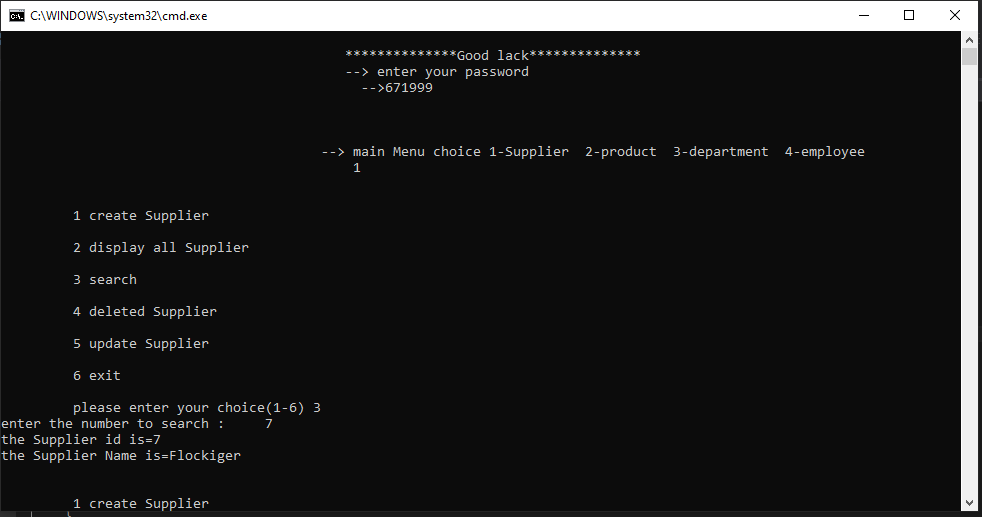 C:\WINDOWS\system32\cmd.exe
**************Good lack**************
--> enter your password
-->671999
--> main Menu choice 1-Supplier  2-product  3-department  4-employee
1
1 create Supplier
2 display all Supplier
3 search
4 deleted Supplier
5 update Supplier
6 exit
please enter your choice(1-6) 3
enter the number to search :     7
the Supplier id is=7
the Supplier Name is=Flockiger
1 create Supplier